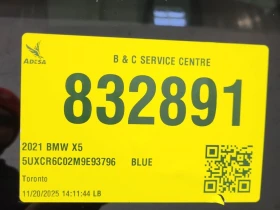 ADESA
B & C SERVICE CENTRE
832891
2021 BMW X5
5UXCR6C02M9E93796 BLUE
Toronto
11/20/2025 14:11:44 LB